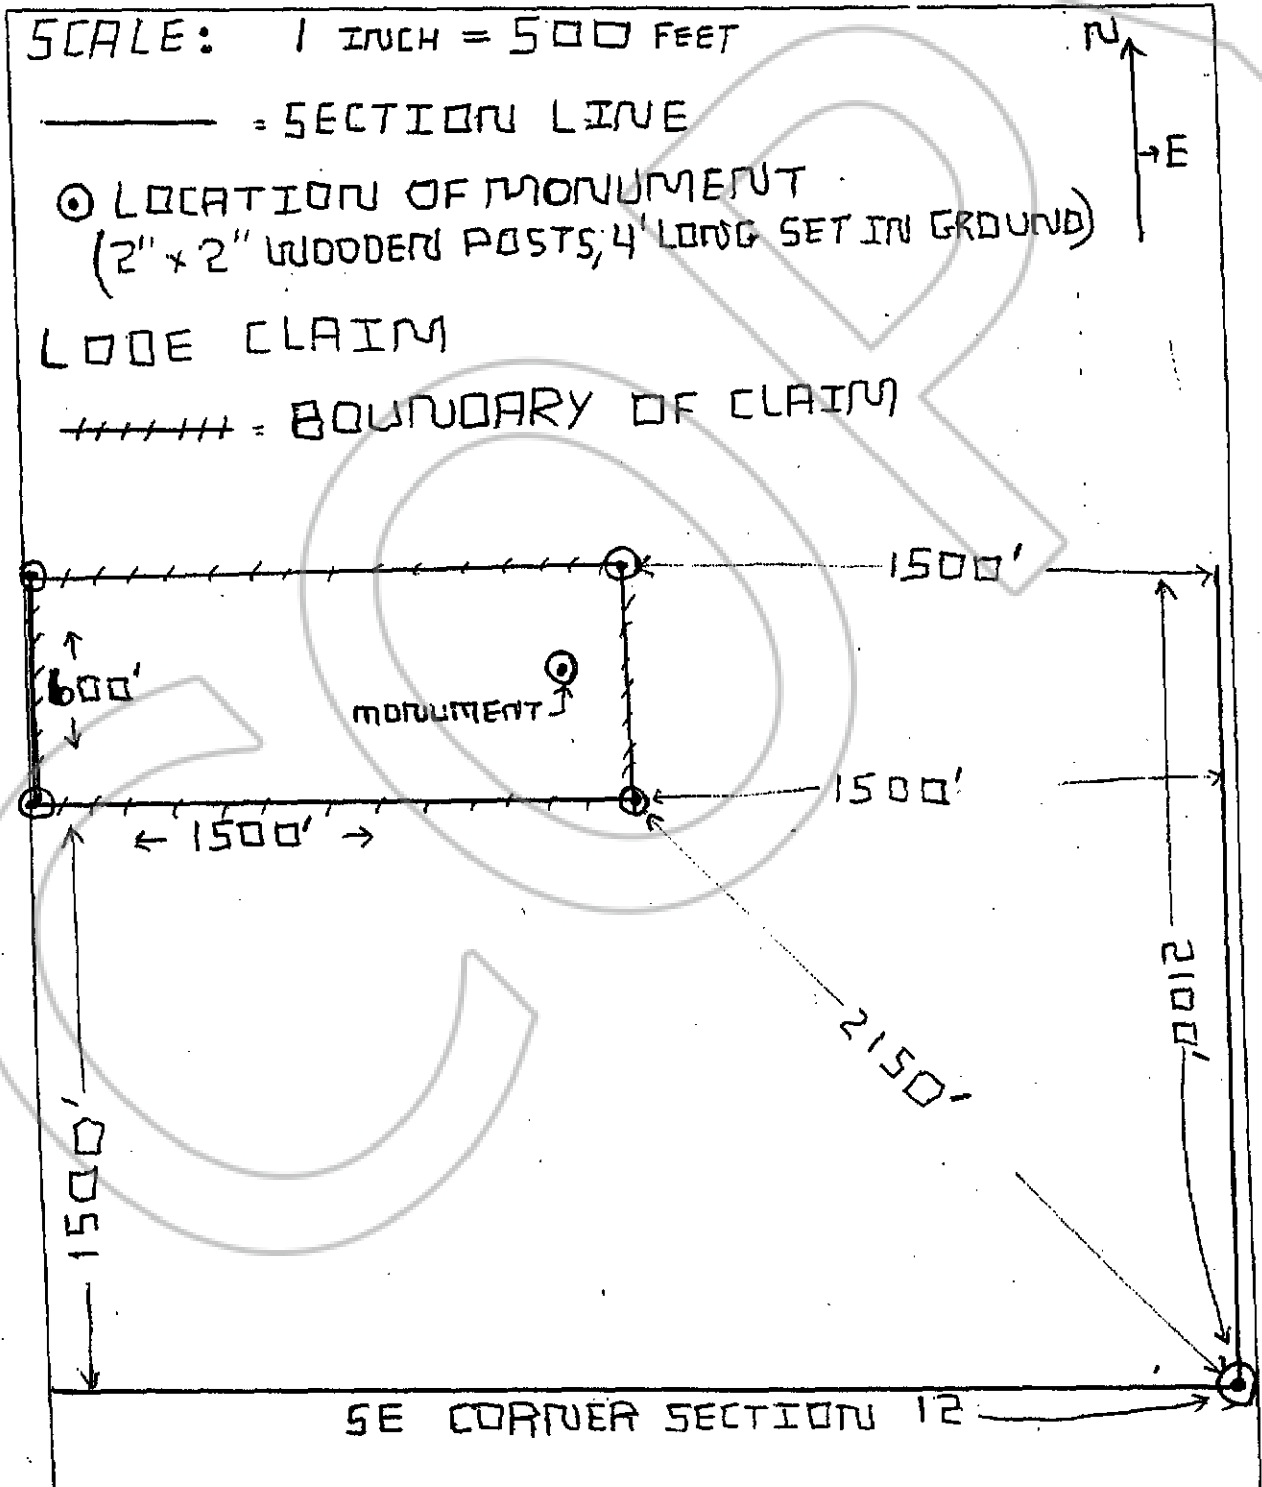 SCALE: 1 INCH = 500 FEET
N
= SECTION LINE
→E
LOCATION OF MONUMENT
(2" x 2" WOODEN POSTS, 4' LONG SET IN GROUND)
LODE CLAIM
= BOUNDARY OF CLAIM
1500'
600'
MONUMENT
1500'
← 1500' →
2100'
2150'
1500'
SE CORNER SECTION 12
COP